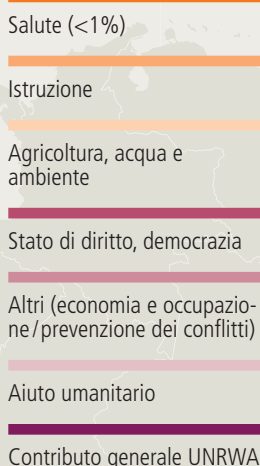 Salute (<1%)
Istruzione
Agricoltura, acqua e
ambiente
Stato di diritto, democrazia
Altri (economia e occupazio-
ne/prevenzione dei conflitti)
Aiuto umanitario
Contributo generale UNRWA